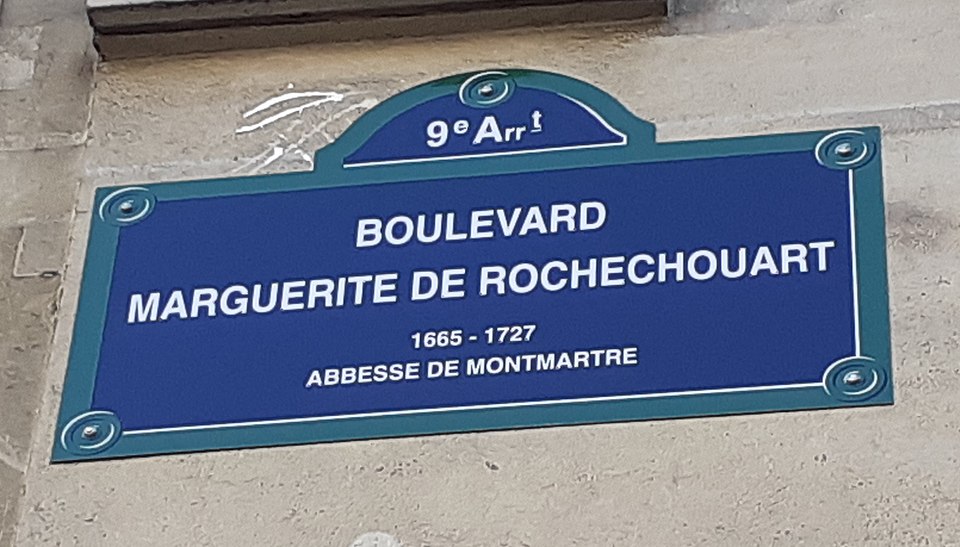 9e Arrt
BOULEVARD
MARGUERITE DE ROCHECHOUART
1665 - 1727
ABBESSE DE MONTMARTRE